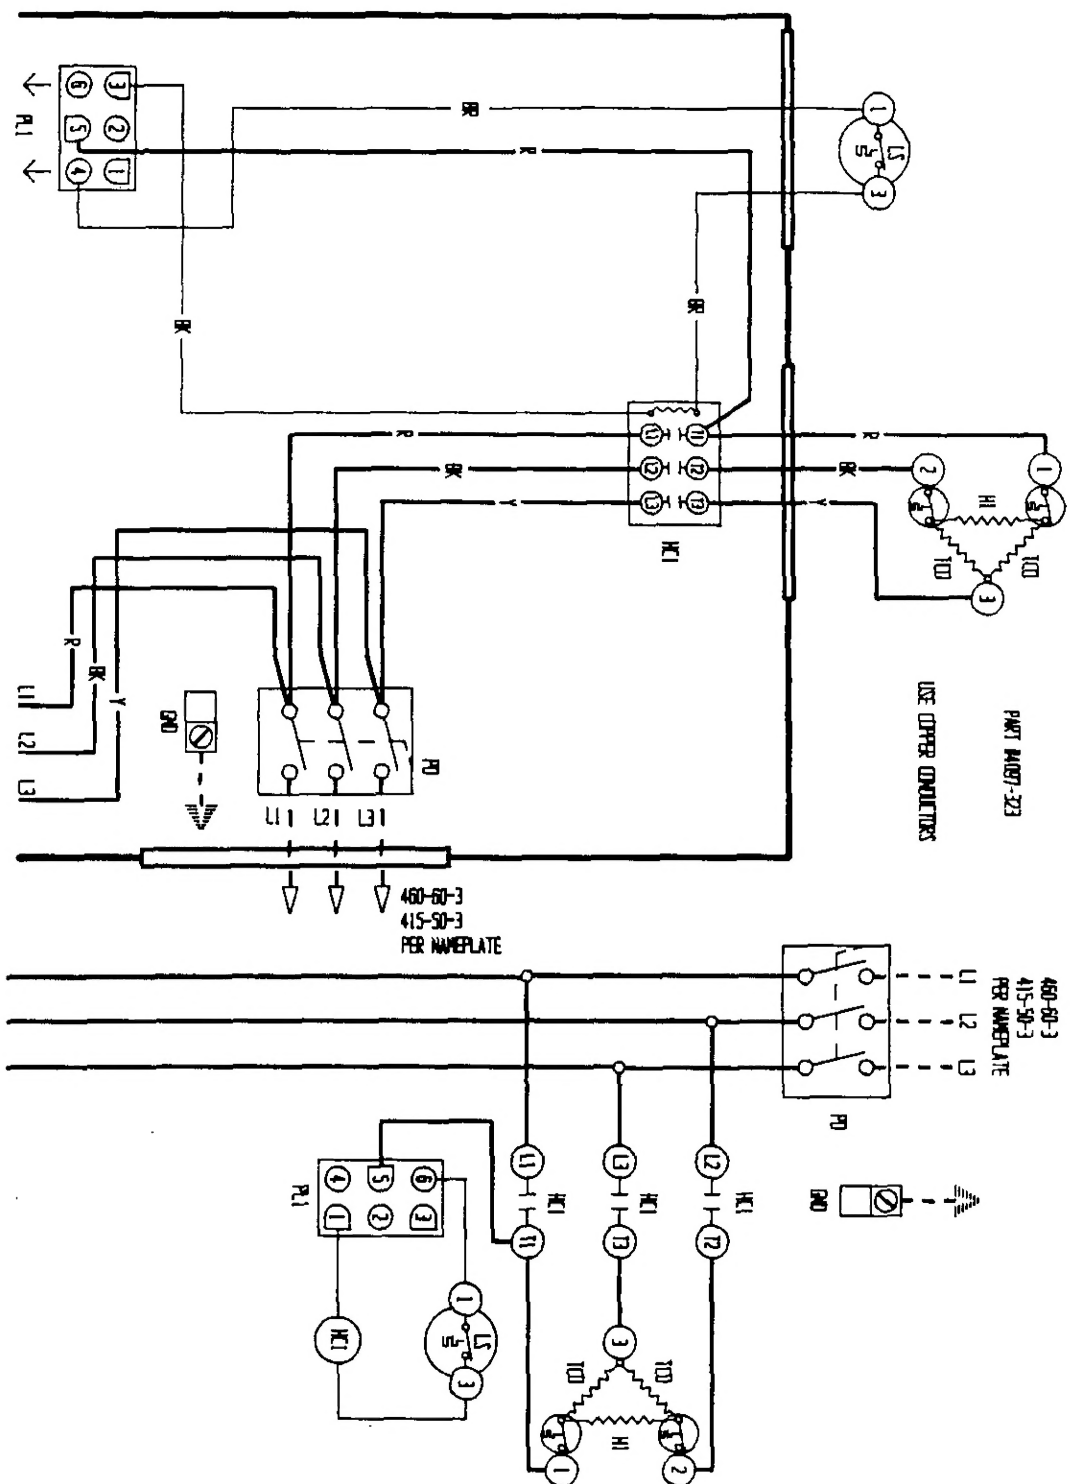 3
6
2
5
1
4
PL1
BR
R
BK
BR
1
LS
3
L1
T1
L2
T2
L3
T3
HC1
R
BK
Y
R
BK
Y
1
2
3
H1
TCO
TCO
R
BK
Y
L1
L2
L3
GND
PD
L1
L2
L3
460-60-3
415-50-3
PER NAMEPLATE
USE COPPER CONDUCTORS
460-60-3
415-50-3
PER NAMEPLATE
L1
L2
L3
PD
GND
L1
L3
L2
HC1
HC1
HC1
T1
T3
T2
4
5
6
1
2
3
PL1
1
LS
3
HC1
3
TCO
TCO
H1
1
2